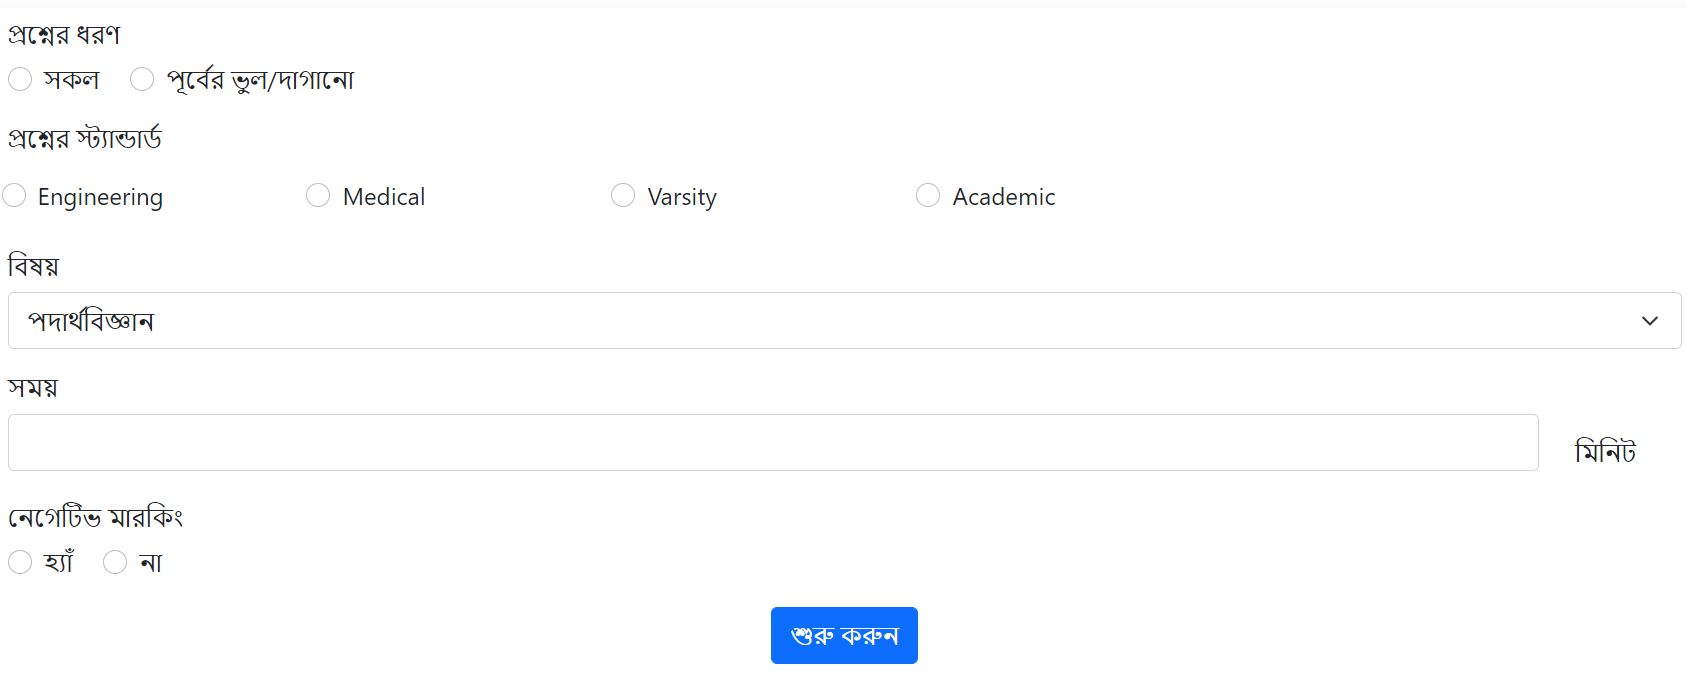 প্রশ্নের ধরণ
সকল পূর্বের ভুল/দাগানো
প্রশ্নের স্ট্যান্ডার্ড
Engineering Medical Varsity Academic
বিষয়
পদার্থবিজ্ঞান
সময়
মিনিট
নেগেটিভ মারকিং
হ্যাঁ না
শুরু করুন